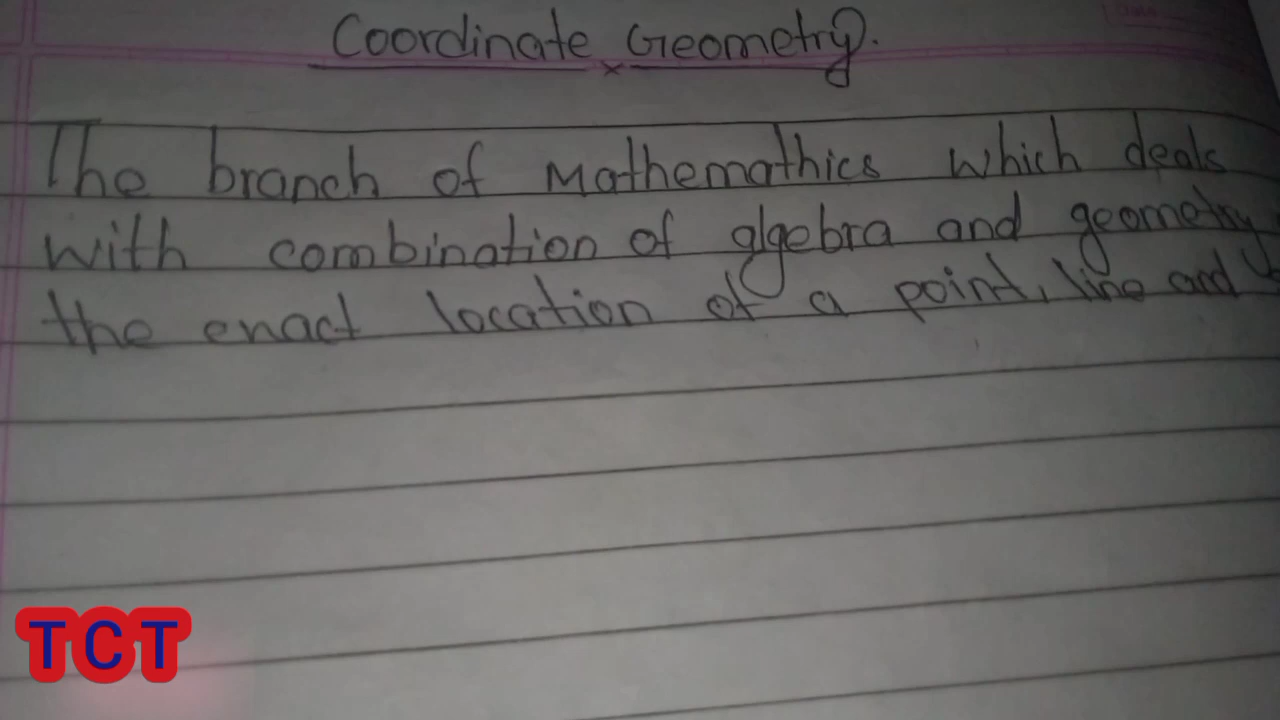 Coordinate Geometry.
The branch of Mathemathics which deals
with combination of algebra and geometry
the enact location of a point, line and
TCT